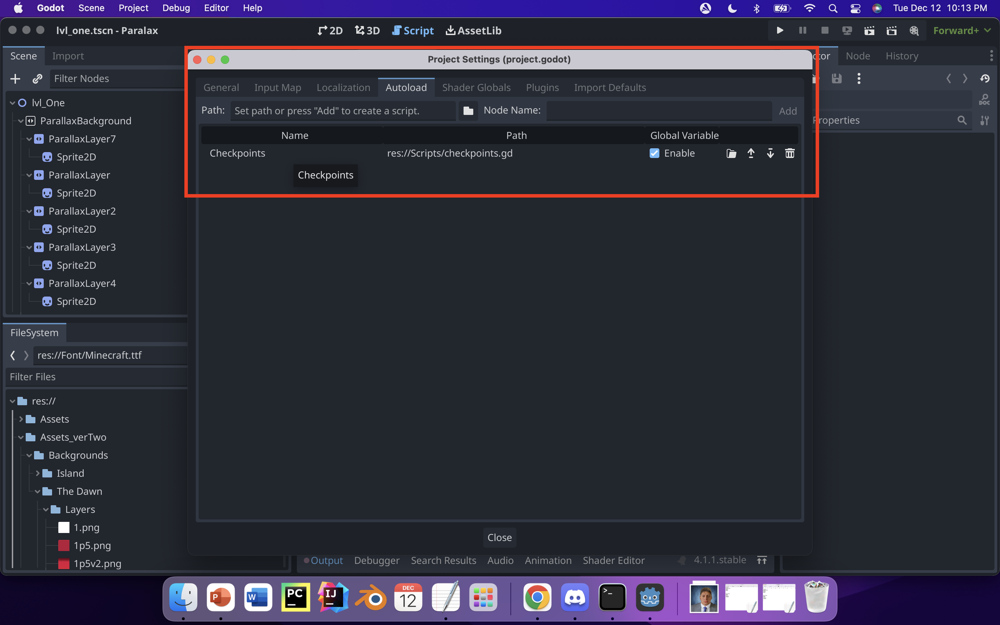 Godot Scene Project Debug Editor Help Tue Dec 12 10:13 PM
lvl_one.tscn - Paralax 2D 3D Script AssetLib Forward+
Scene Import
Filter Nodes
lvl_One
ParallaxBackground
ParallaxLayer7
Sprite2D
ParallaxLayer
Sprite2D
ParallaxLayer2
Sprite2D
ParallaxLayer3
Sprite2D
ParallaxLayer4
Sprite2D
FileSystem
res://Font/Minecraft.ttf
Filter Files
res://
Assets
Assets_verTwo
Backgrounds
Island
The Dawn
Layers
1.png
1p5.png
1p5v2.png
Project Settings (project.godot)
General Input Map Localization Autoload Shader Globals Plugins Import Defaults
Path: Set path or press "Add" to create a script. Node Name: Add
Name Path Global Variable
Checkpoints res://Scripts/checkpoints.gd Enable
Checkpoints
Close
Output Debugger Search Results Audio Animation Shader Editor 4.1.1.stable
ctor Node History
DOC
Properties
P W PC IJ DEC
12 >_